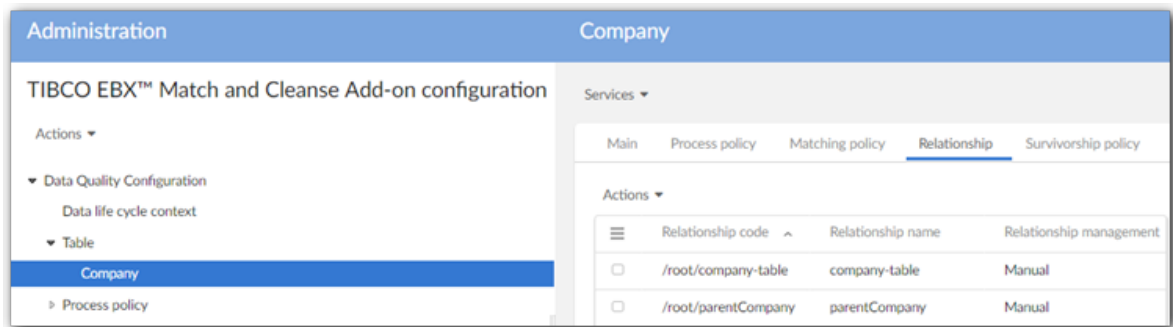 Administration
Company
TIBCO EBX™ Match and Cleanse Add-on configuration
Actions
Data Quality Configuration
Data life cycle context
Table
Company
Process policy
Services
Main Process policy Matching policy Relationship Survivorship policy
Actions
Relationship code Relationship name Relationship management
/root/company-table company-table Manual
/root/parentCompany parentCompany Manual